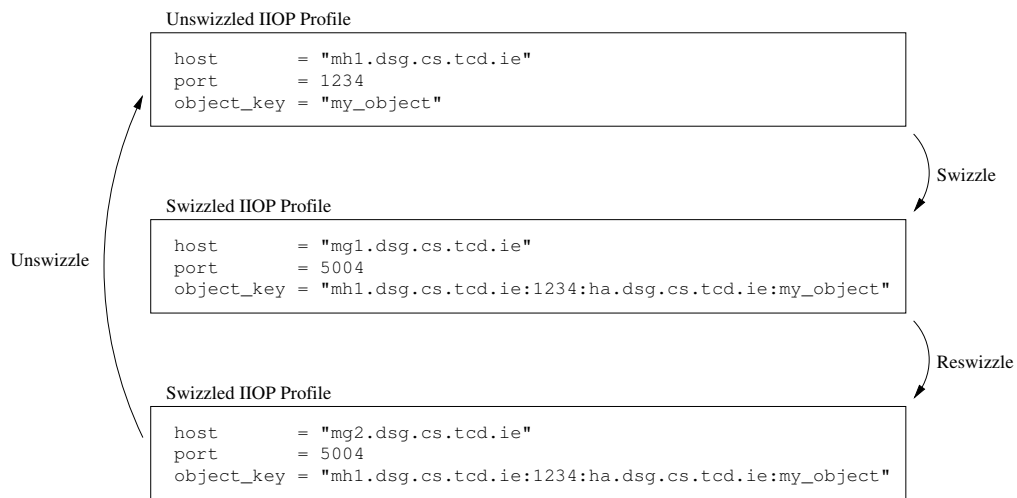 Unswizzled IIOP Profile
host = "mh1.dsg.cs.tcd.ie"
port = 1234
object_key = "my_object"
Swizzle
Swizzled IIOP Profile
host = "mg1.dsg.cs.tcd.ie"
port = 5004
object_key = "mh1.dsg.cs.tcd.ie:1234:ha.dsg.cs.tcd.ie:my_object"
Unswizzle
Reswizzle
Swizzled IIOP Profile
host = "mg2.dsg.cs.tcd.ie"
port = 5004
object_key = "mh1.dsg.cs.tcd.ie:1234:ha.dsg.cs.tcd.ie:my_object"